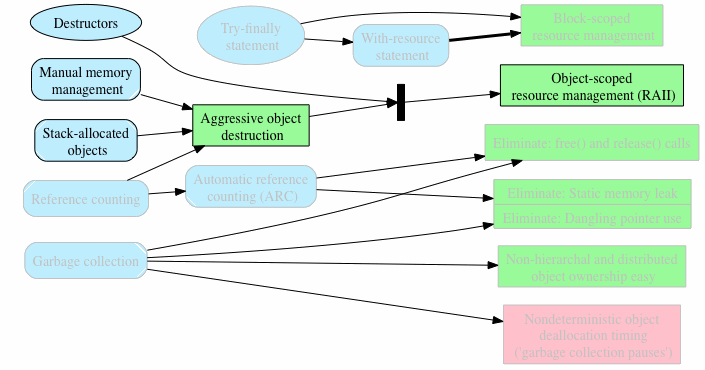 Destructors
Try-finally
statement
Block-scoped
resource management
With-resource
statement
Manual memory
management
Object-scoped
resource management (RAII)
Aggressive object
destruction
Stack-allocated
objects
Eliminate: free() and release() calls
Automatic reference
counting (ARC)
Reference counting
Eliminate: Static memory leak
Eliminate: Dangling pointer use
Garbage collection
Non-hierarchal and distributed
object ownership easy
Nondeterministic object
deallocation timing
('garbage collection pauses')